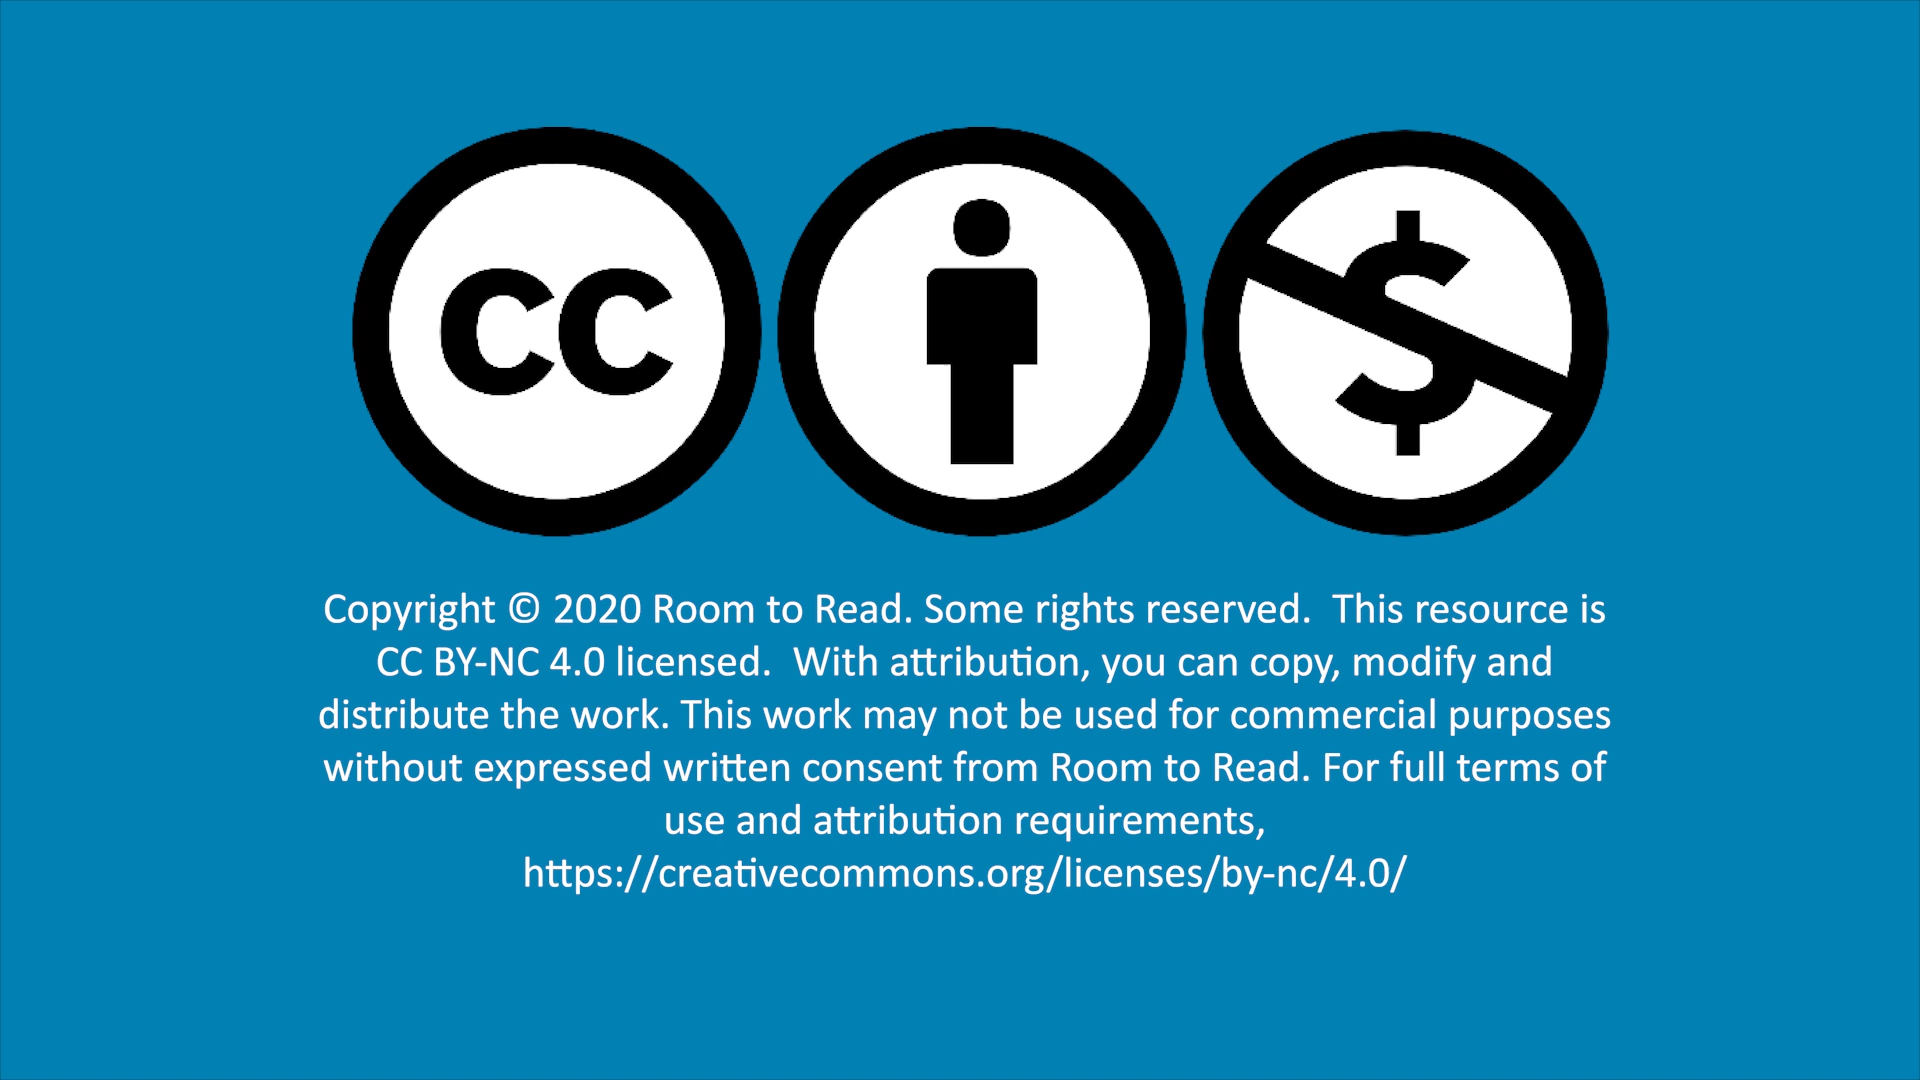 cc
$
Copyright © 2020 Room to Read. Some rights reserved.  This resource is
CC BY-NC 4.0 licensed.  With attribution, you can copy, modify and
distribute the work. This work may not be used for commercial purposes
without expressed written consent from Room to Read. For full terms of
use and attribution requirements,
https://creativecommons.org/licenses/by-nc/4.0/